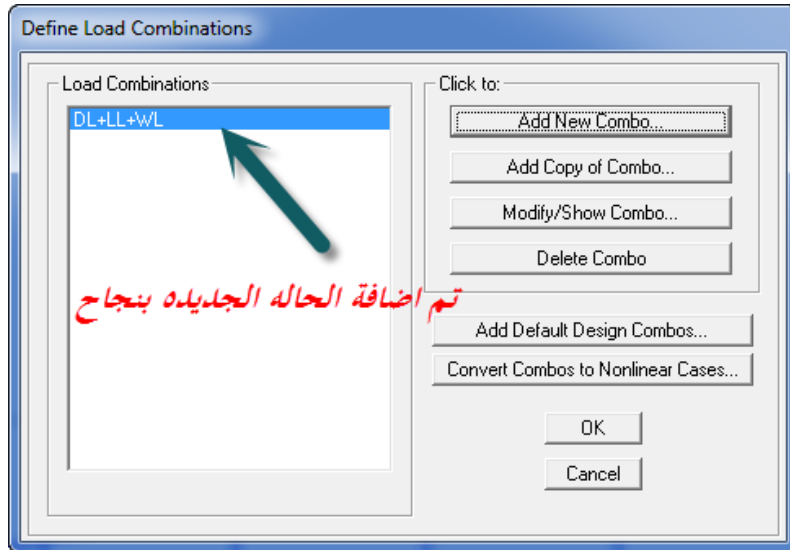 Define Load Combinations
Load Combinations
DL+LL+WL
تم اضافة الحاله الجديده بنجاح
Click to:
Add New Combo...
Add Copy of Combo...
Modify/Show Combo...
Delete Combo
Add Default Design Combos...
Convert Combos to Nonlinear Cases...
OK
Cancel